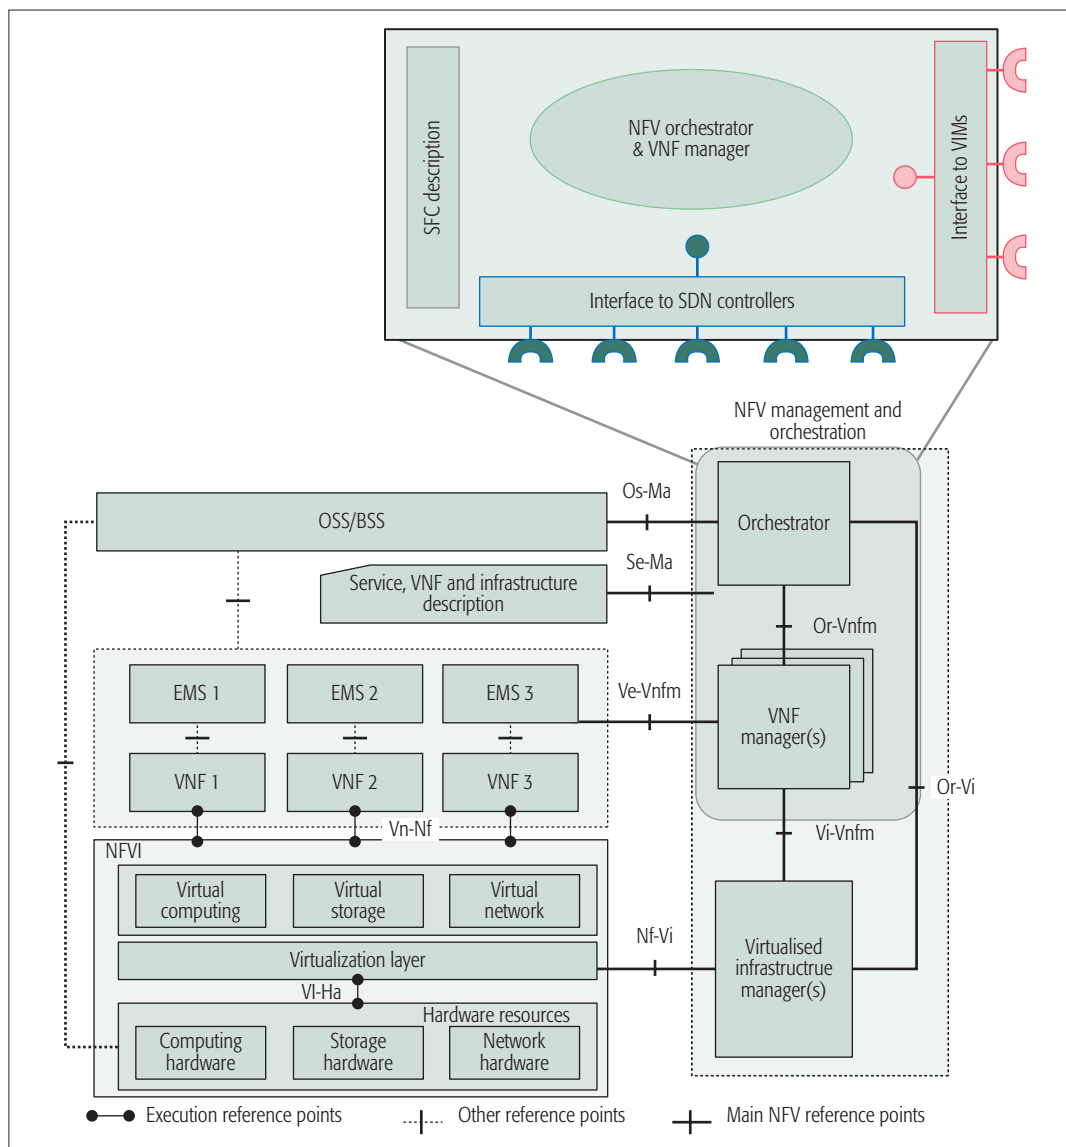 SFC description
NFV orchestrator
& VNF manager
Interface to VIMs
Interface to SDN controllers
NFV management and
orchestration
OSS/BSS
Os-Ma
Orchestrator
Service, VNF and infrastructure
description
Se-Ma
Or-Vnfm
EMS 1
EMS 2
EMS 3
Ve-Vnfm
VNF
manager(s)
VNF 1
VNF 2
VNF 3
Or-Vi
Vn-Nf
Vi-Vnfm
NFVI
Virtual
computing
Virtual
storage
Virtual
network
Virtualization layer
Nf-Vi
Virtualised
infrastructrue
manager(s)
VI-Ha
Hardware resources
Computing
hardware
Storage
hardware
Network
hardware
Execution reference points
Other reference points
Main NFV reference points